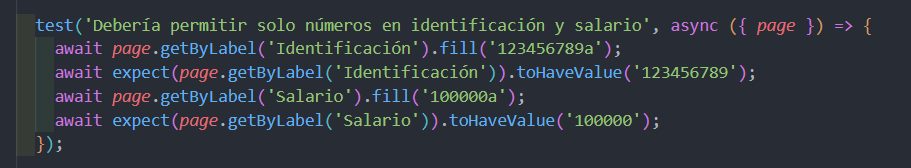 test('Debería permitir solo números en identificación y salario', async ({ page }) => {
await page.getByLabel('Identificación').fill('123456789a');
await expect(page.getByLabel('Identificación')).toHaveValue('123456789');
await page.getByLabel('Salario').fill('100000a');
await expect(page.getByLabel('Salario')).toHaveValue('100000');
});